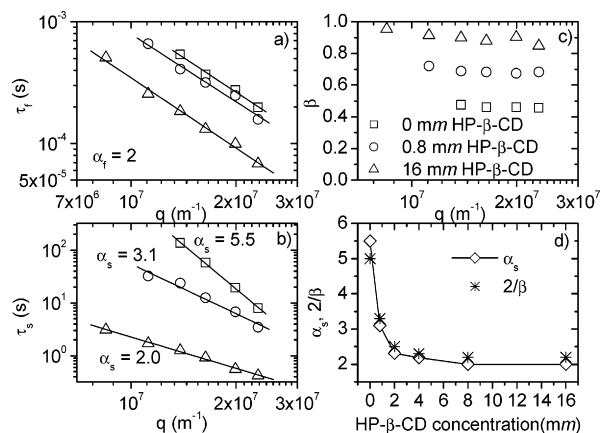 a)
10⁻³
10⁻⁴
5x10⁻⁵
τf (s)
αf = 2
7x10⁶ 10⁷ 2x10⁷ 3x10⁷
q (m⁻¹)
c)
1.0
0.8
0.6
0.4
0.2
0.0
β
0 mm HP-β-CD
0.8 mm HP-β-CD
16 mm HP-β-CD
10⁷ 2x10⁷ 3x10⁷
q (m⁻¹)
b)
10²
10¹
10⁰
τs (s)
αs = 5.5
αs = 3.1
αs = 2.0
10⁷ 2x10⁷ 3x10⁷
q (m⁻¹)
d)
6
5
4
3
2
αs, 2/β
αs
2/β
0 2 4 6 8 10 12 14 16
HP-β-CD concentration(mm)